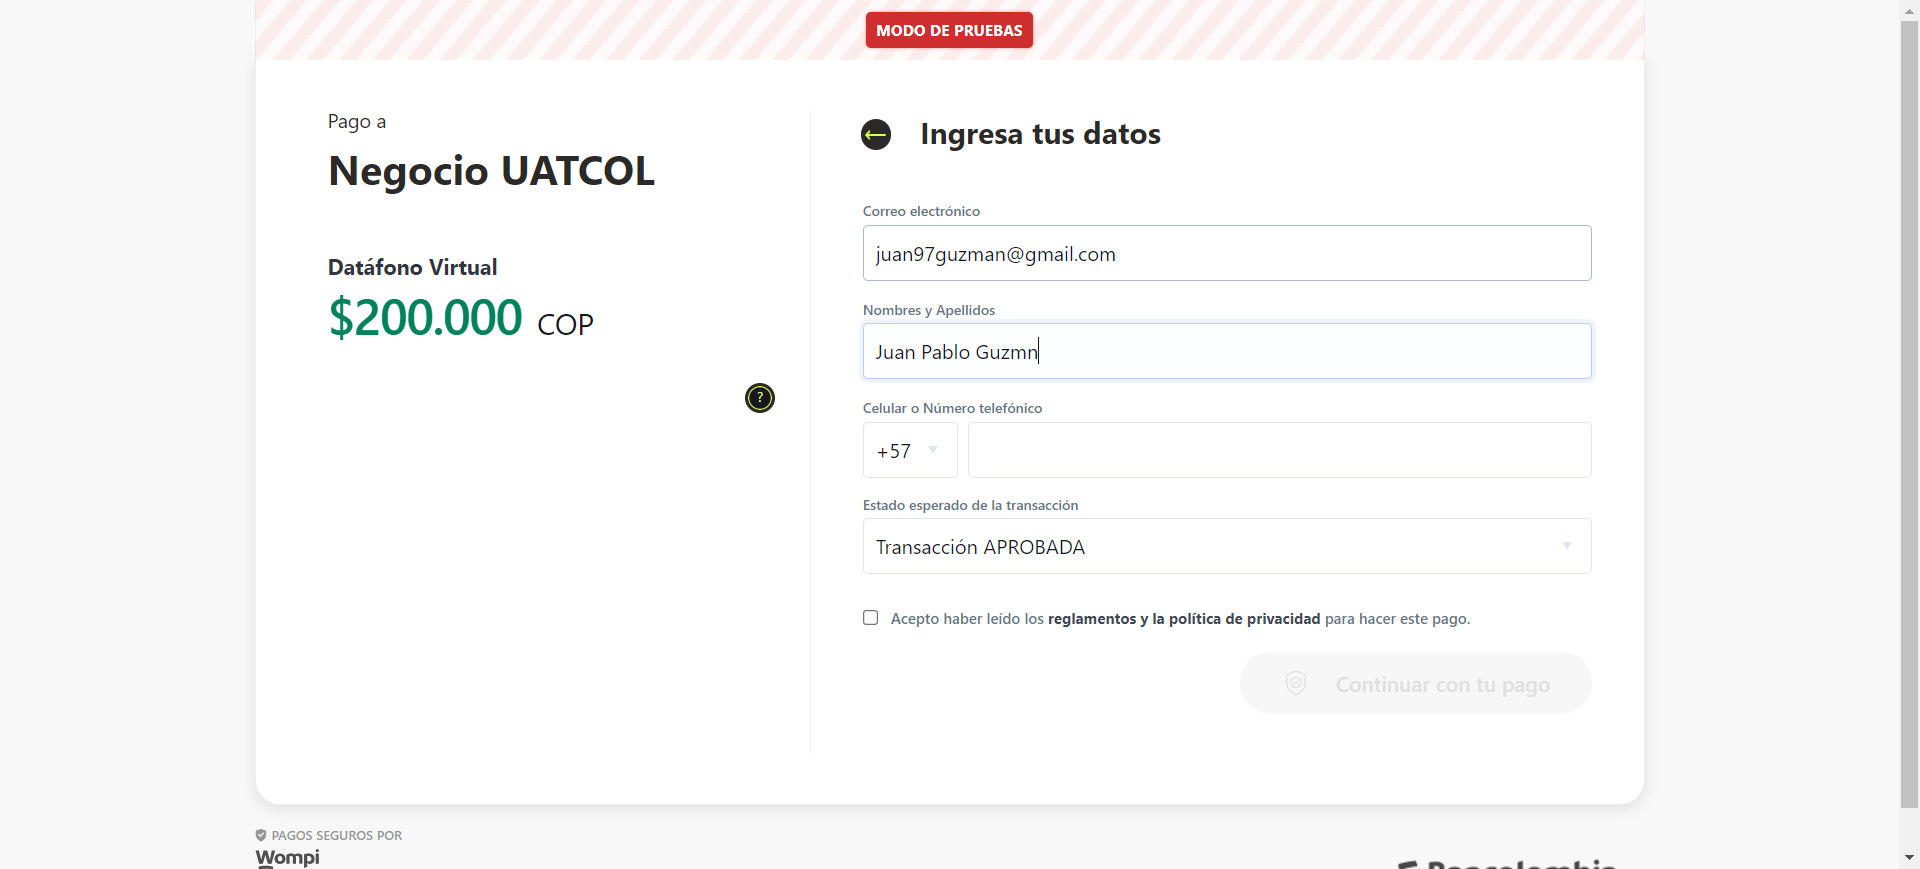 MODO DE PRUEBAS
Pago a
Negocio UATCOL
Datáfono Virtual
$200.000 COP
?
Ingresa tus datos
Correo electrónico
juan97guzman@gmail.com
Nombres y Apellidos
Juan Pablo Guzmn
Celular o Número telefónico
+57
Estado esperado de la transacción
Transacción APROBADA
Acepto haber leído los reglamentos y la política de privacidad para hacer este pago.
Continuar con tu pago
PAGOS SEGUROS POR
Wompi
Bancolombia